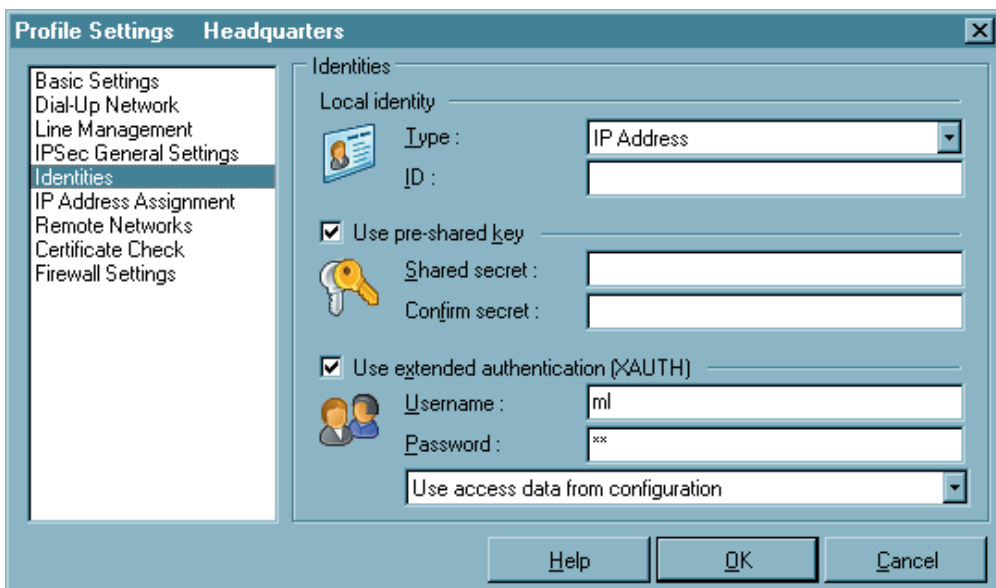 Profile Settings Headquarters
Basic Settings
Dial-Up Network
Line Management
IPSec General Settings
Identities
IP Address Assignment
Remote Networks
Certificate Check
Firewall Settings
Identities
Local identity
Type : IP Address
ID :
Use pre-shared key
Shared secret :
Confirm secret :
Use extended authentication (XAUTH)
Username : ml
Password : **
Use access data from configuration
Help OK Cancel